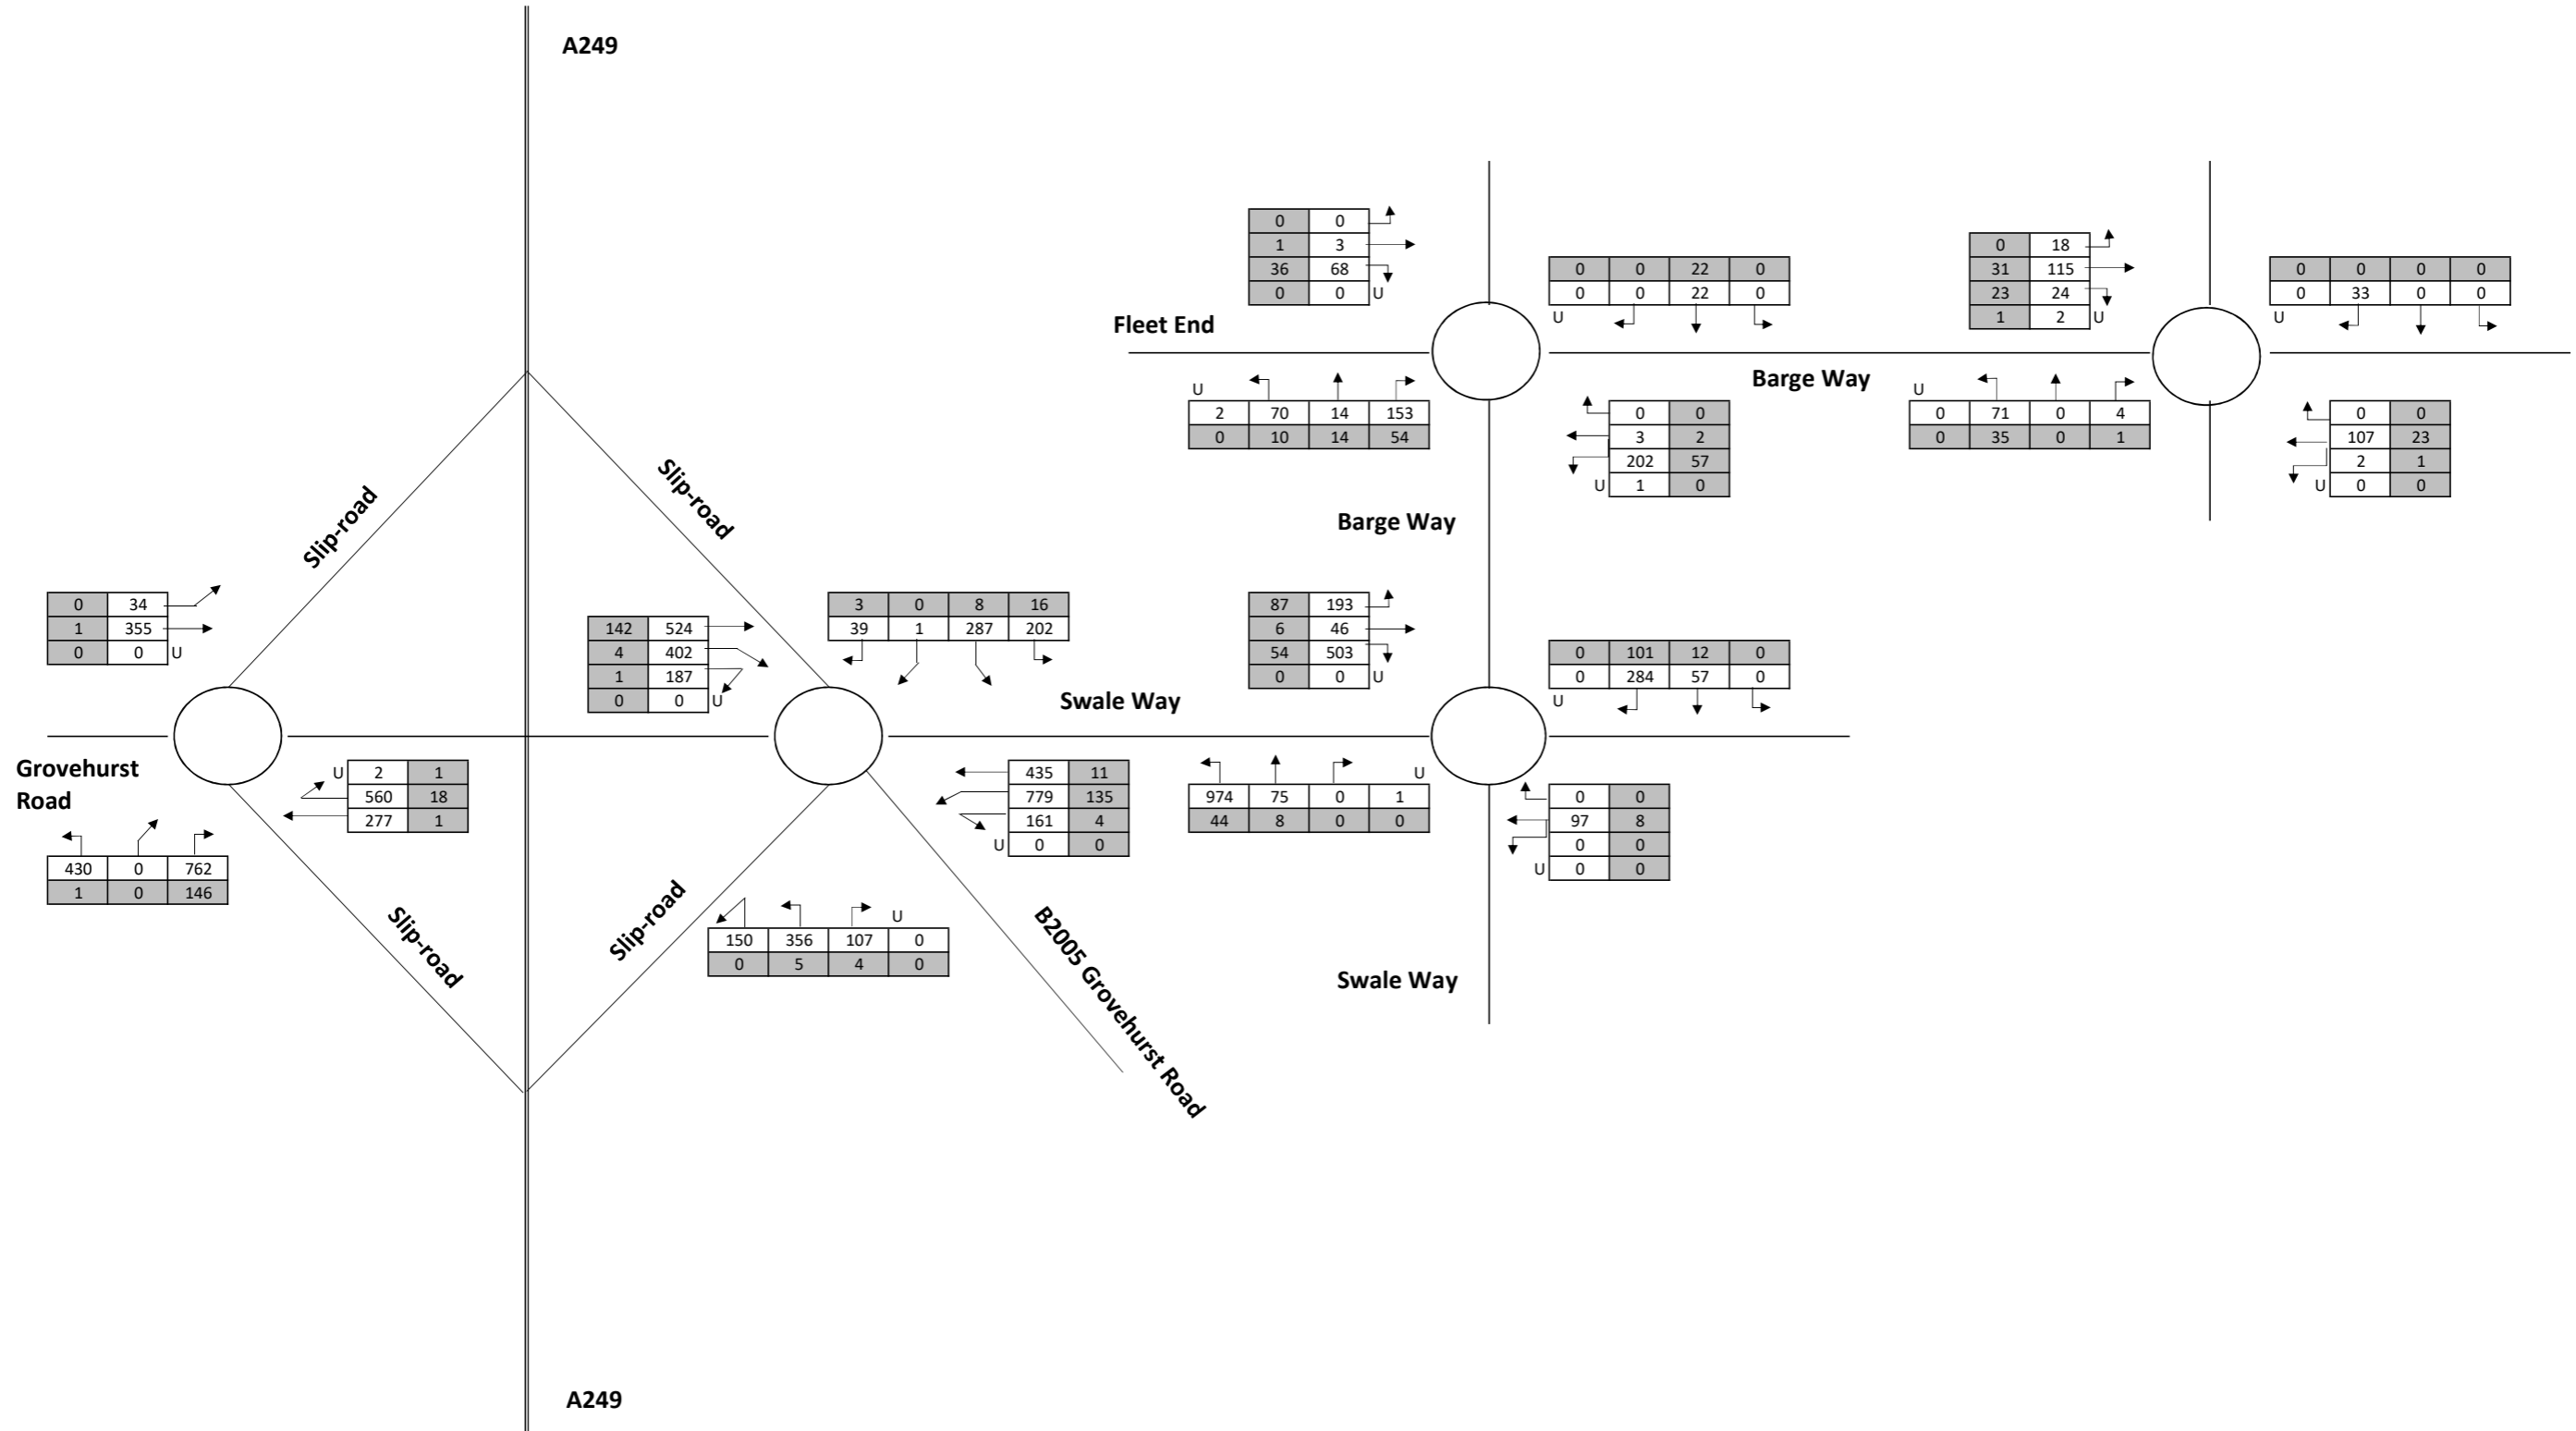 A249
0 0
1 3
36 68
0 0 U
0 0 22 0
0 0 22 0
U
0 18
31 115
23 24
1 2 U
0 0 0 0
0 33 0 0
U
Fleet End
Barge Way
U
2 70 14 153
0 10 14 54
0 0
3 2
202 57
U 1 0
U
0 71 0 4
0 35 0 1
0 0
107 23
2 1
U 0 0
Slip-road
Slip-road
Barge Way
0 34
1 355
0 0 U
142 524
4 402
1 187
0 0 U
3 0 8 16
39 1 287 202
Swale Way
87 193
6 46
54 503
0 0 U
0 101 12 0
0 284 57 0
U
Grovehurst
Road
U 2 1
560 18
277 1
430 0 762
1 0 146
435 11
779 135
161 4
U 0 0
U
974 75 0 1
44 8 0 0
0 0
97 8
0 0
U 0 0
Slip-road
Slip-road
U
150 356 107 0
0 5 4 0
B2005 Grovehurst Road
Swale Way
A249